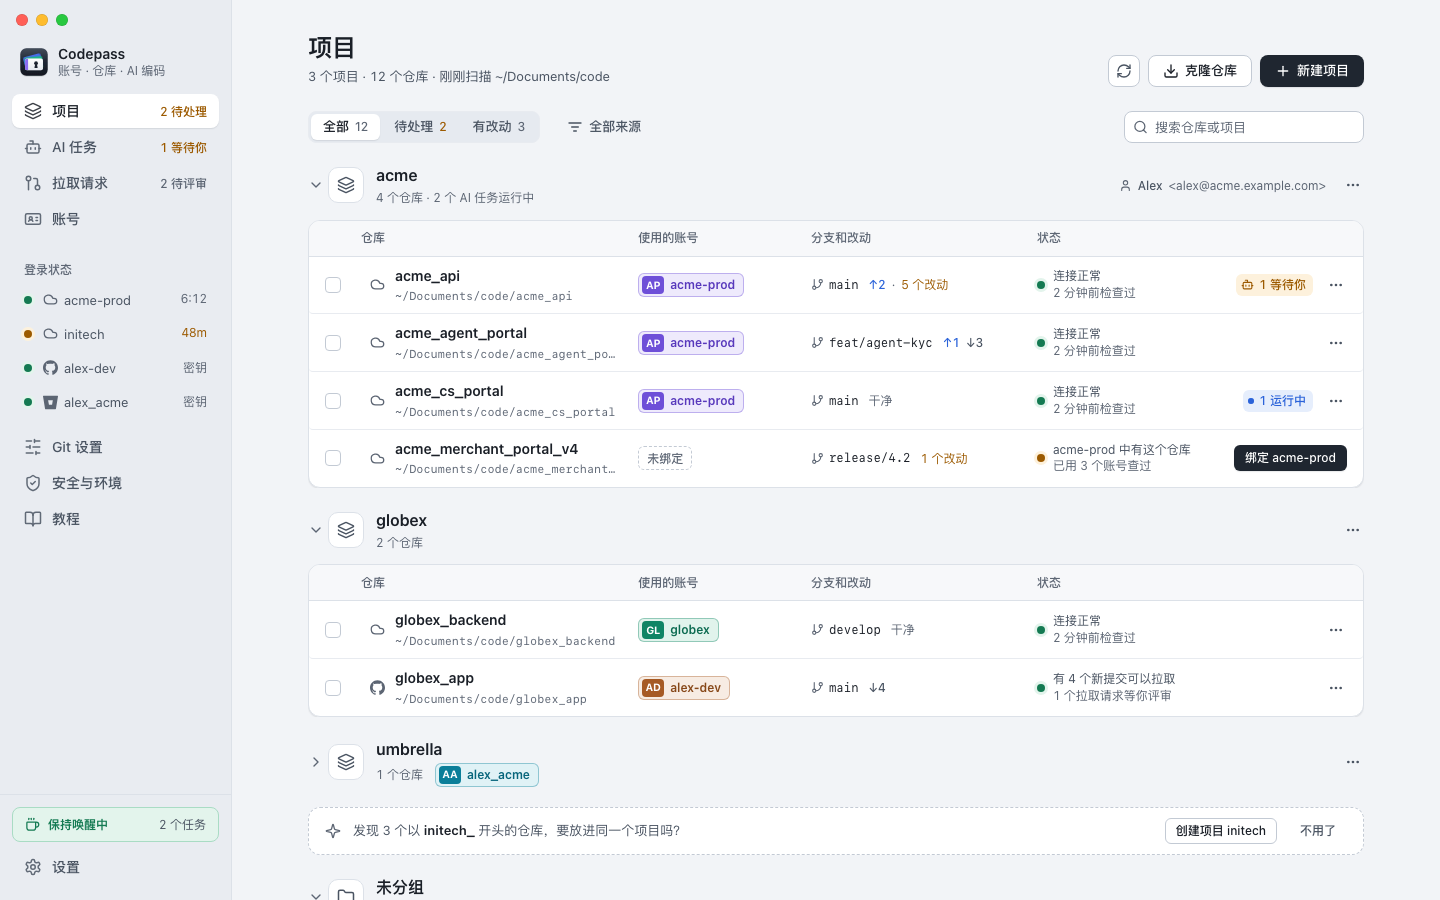 Codepass
账号 · 仓库 · AI 编码
项目 2 待处理
AI 任务 1 等待你
拉取请求 2 待评审
账号
登录状态
acme-prod 6:12
initech 48m
alex-dev 密钥
alex_acme 密钥
Git 设置
安全与环境
教程
保持唤醒中 2 个任务
设置
项目
3 个项目 · 12 个仓库 · 刚刚扫描 ~/Documents/code
克隆仓库
新建项目
全部 12 待处理 2 有改动 3 全部来源
搜索仓库或项目
acme
4 个仓库 · 2 个 AI 任务运行中
Alex <alex@acme.example.com>
仓库 使用的账号 分支和改动 状态
acme_api
~/Documents/code/acme_api
AP acme-prod
main ↑2 · 5 个改动
连接正常
2 分钟前检查过
1 等待你
acme_agent_portal
~/Documents/code/acme_agent_po…
AP acme-prod
feat/agent-kyc ↑1 ↓3
连接正常
2 分钟前检查过
acme_cs_portal
~/Documents/code/acme_cs_portal
AP acme-prod
main 干净
连接正常
2 分钟前检查过
1 运行中
acme_merchant_portal_v4
~/Documents/code/acme_merchant…
未绑定
release/4.2 1 个改动
acme-prod 中有这个仓库
已用 3 个账号查过
绑定 acme-prod
globex
2 个仓库
仓库 使用的账号 分支和改动 状态
globex_backend
~/Documents/code/globex_backend
GL globex
develop 干净
连接正常
2 分钟前检查过
globex_app
~/Documents/code/globex_app
AD alex-dev
main ↓4
有 4 个新提交可以拉取
1 个拉取请求等你评审
umbrella
1 个仓库 AA alex_acme
发现 3 个以 initech_ 开头的仓库，要放进同一个项目吗？
创建项目 initech
不用了
未分组